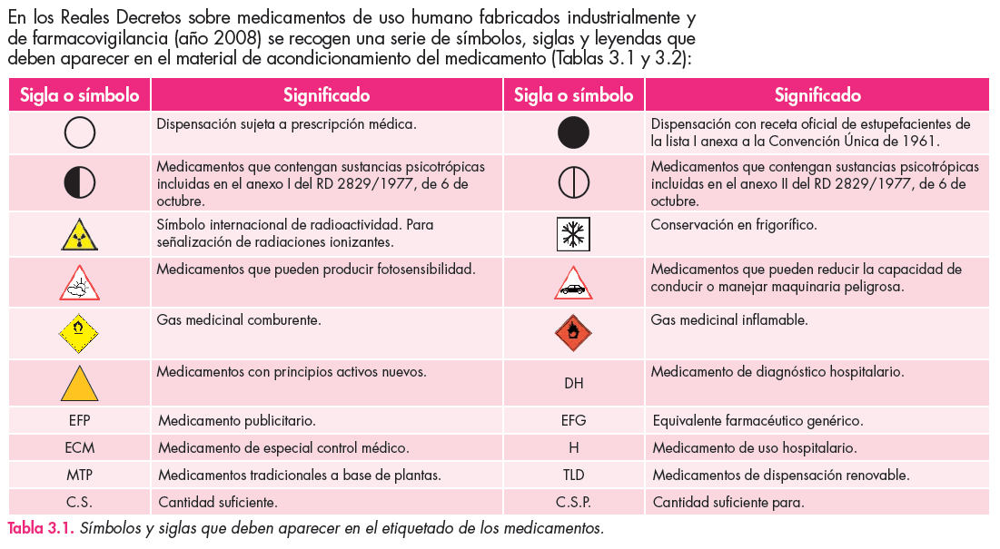 En los Reales Decretos sobre medicamentos de uso humano fabricados industrialmente y
de farmacovigilancia (año 2008) se recogen una serie de símbolos, siglas y leyendas que
deben aparecer en el material de acondicionamiento del medicamento (Tablas 3.1 y 3.2):
Sigla o símbolo Significado Sigla o símbolo Significado
Dispensación sujeta a prescripción médica.
Dispensación con receta oficial de estupefacientes de
la lista I anexa a la Convención Única de 1961.
Medicamentos que contengan sustancias psicotrópicas
incluidas en el anexo I del RD 2829/1977, de 6 de
octubre.
Medicamentos que contengan sustancias psicotrópicas
incluidas en el anexo II del RD 2829/1977, de 6 de
octubre.
Símbolo internacional de radioactividad. Para
señalización de radiaciones ionizantes.
Conservación en frigorífico.
Medicamentos que pueden producir fotosensibilidad.
Medicamentos que pueden reducir la capacidad de
conducir o manejar maquinaria peligrosa.
Gas medicinal comburente.
Gas medicinal inflamable.
Medicamentos con principios activos nuevos.
DH Medicamento de diagnóstico hospitalario.
EFP Medicamento publicitario. EFG Equivalente farmacéutico genérico.
ECM Medicamento de especial control médico. H Medicamento de uso hospitalario.
MTP Medicamentos tradicionales a base de plantas. TLD Medicamentos de dispensación renovable.
C.S. Cantidad suficiente. C.S.P. Cantidad suficiente para.
Tabla 3.1. Símbolos y siglas que deben aparecer en el etiquetado de los medicamentos.